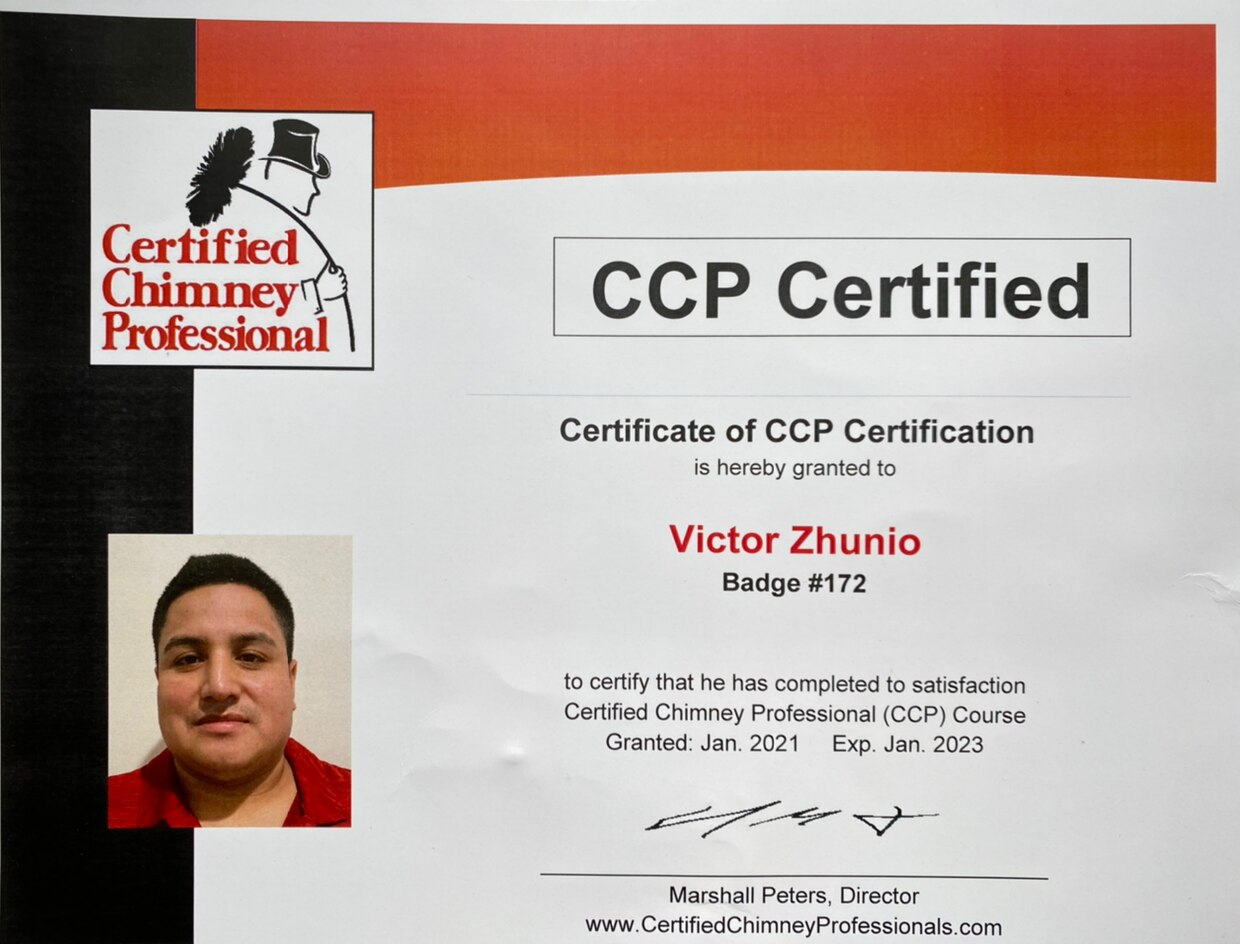 Certified
Chimney
Professional
CCP Certified
Certificate of CCP Certification
is hereby granted to
Victor Zhunio
Badge #172
to certify that he has completed to satisfaction
Certified Chimney Professional (CCP) Course
Granted: Jan. 2021 Exp. Jan. 2023
Marshall Peters, Director
www.CertifiedChimneyProfessionals.com